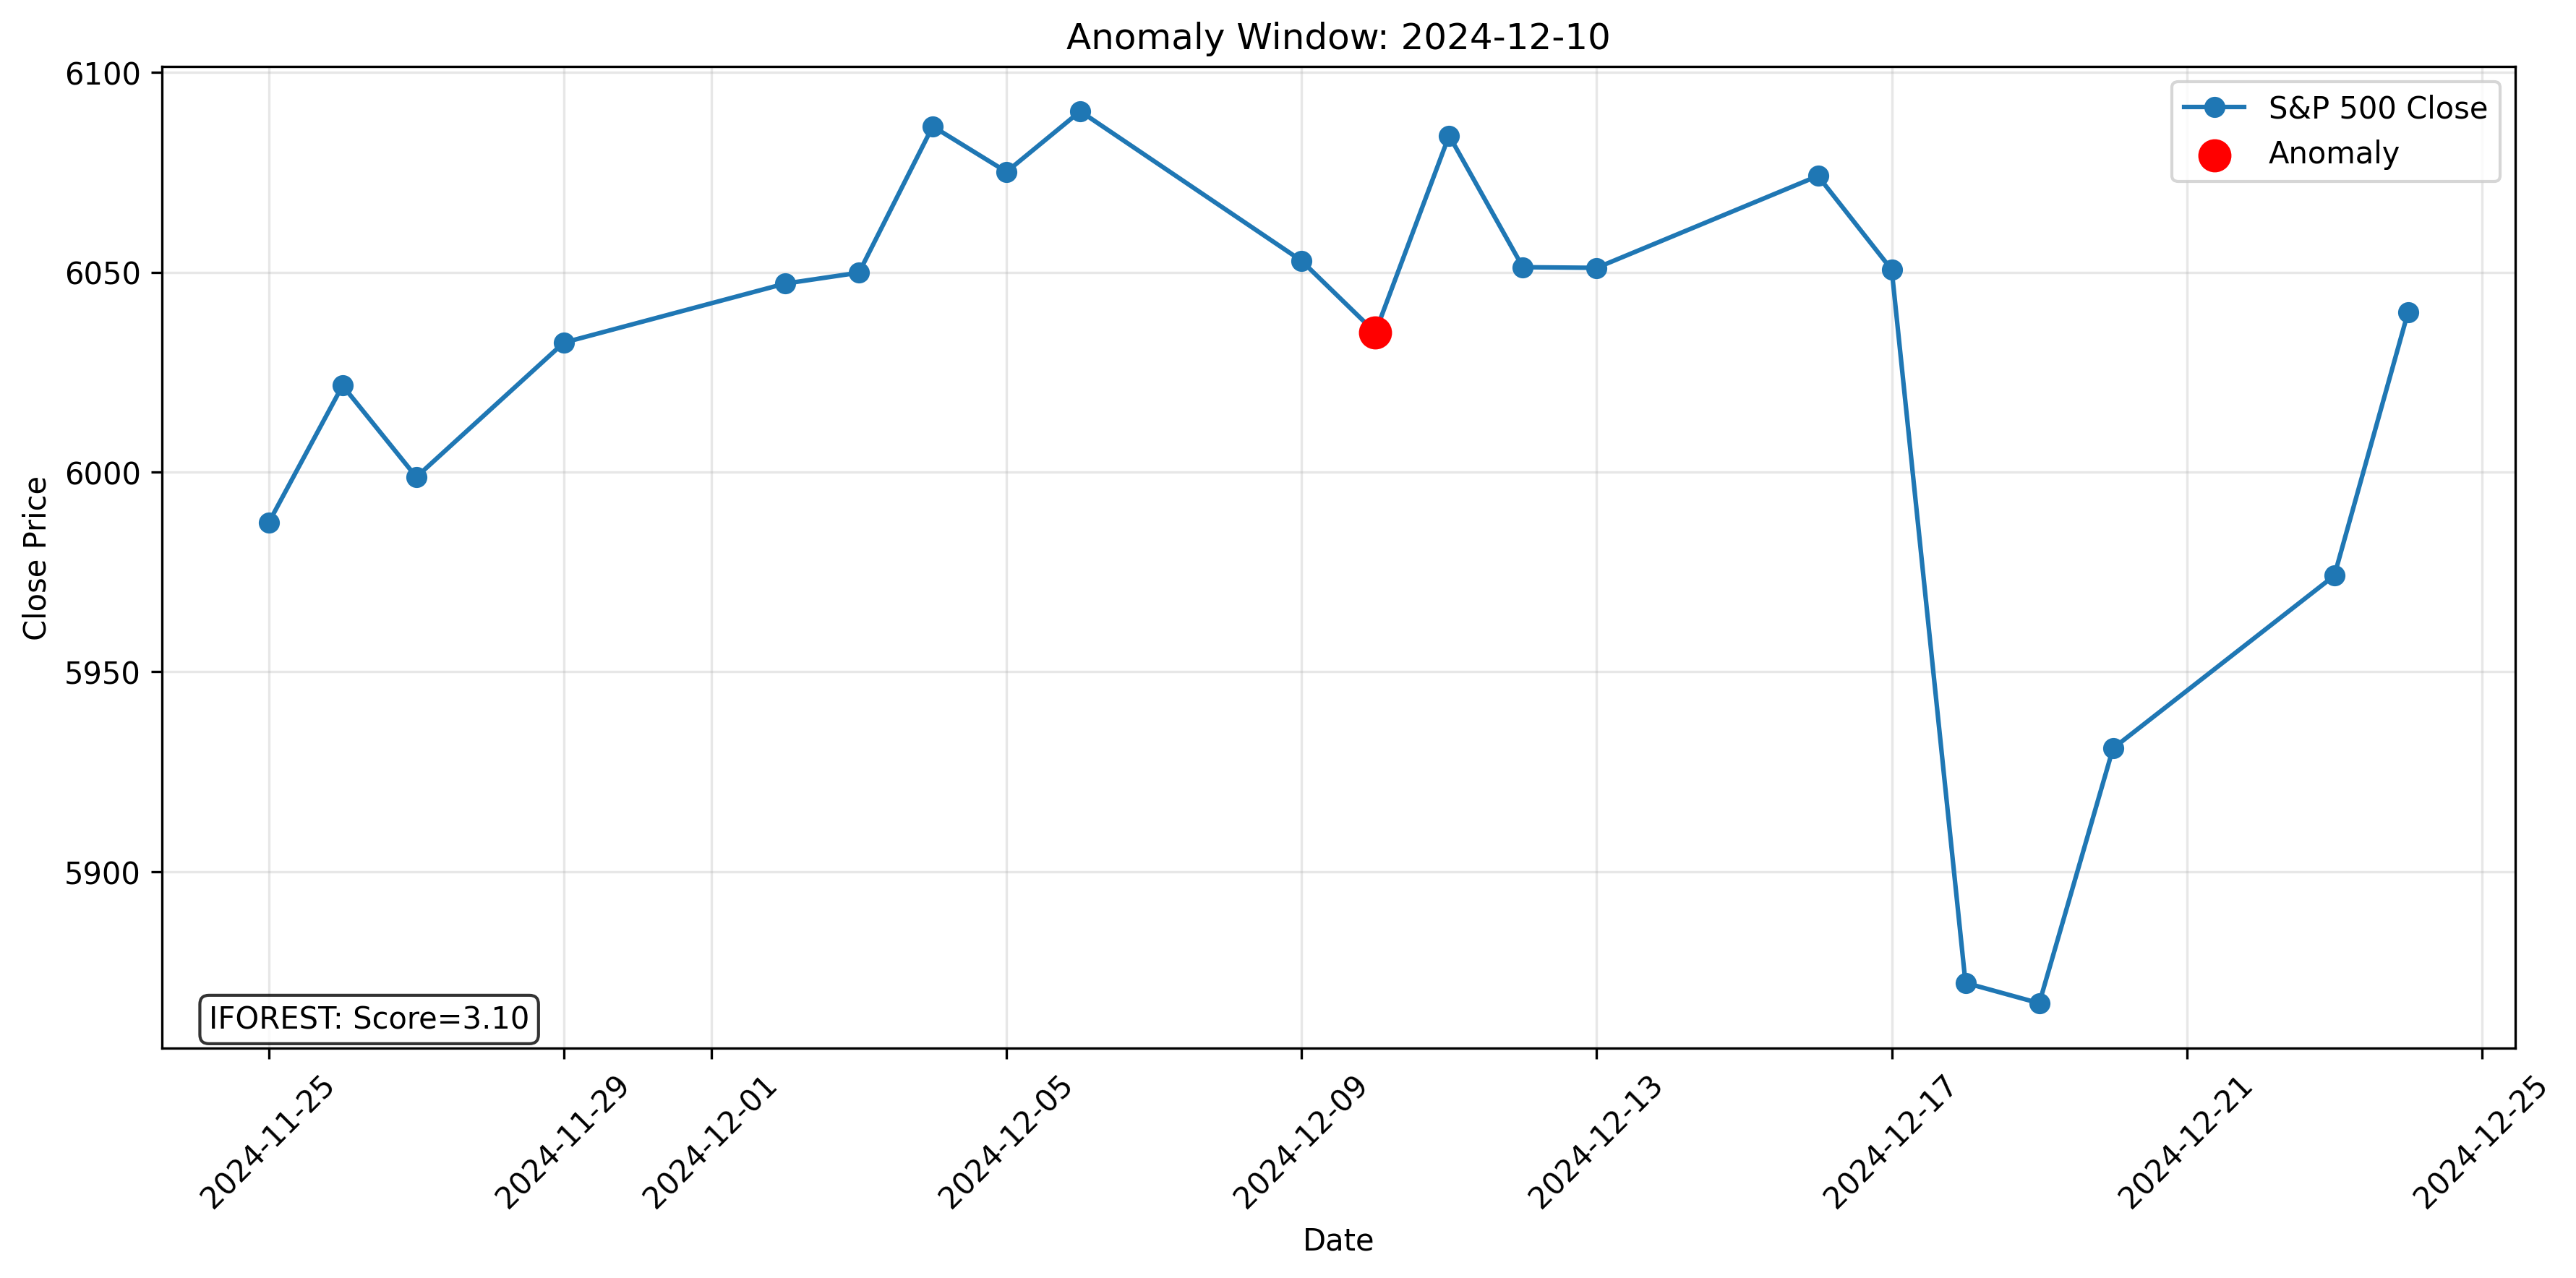 Anomaly Window: 2024-12-10
6100
6050
6000
5950
5900
Close Price
S&P 500 Close
Anomaly
IFOREST: Score=3.10
2024-11-25
2024-11-29
2024-12-01
2024-12-05
2024-12-09
2024-12-13
2024-12-17
2024-12-21
2024-12-25
Date